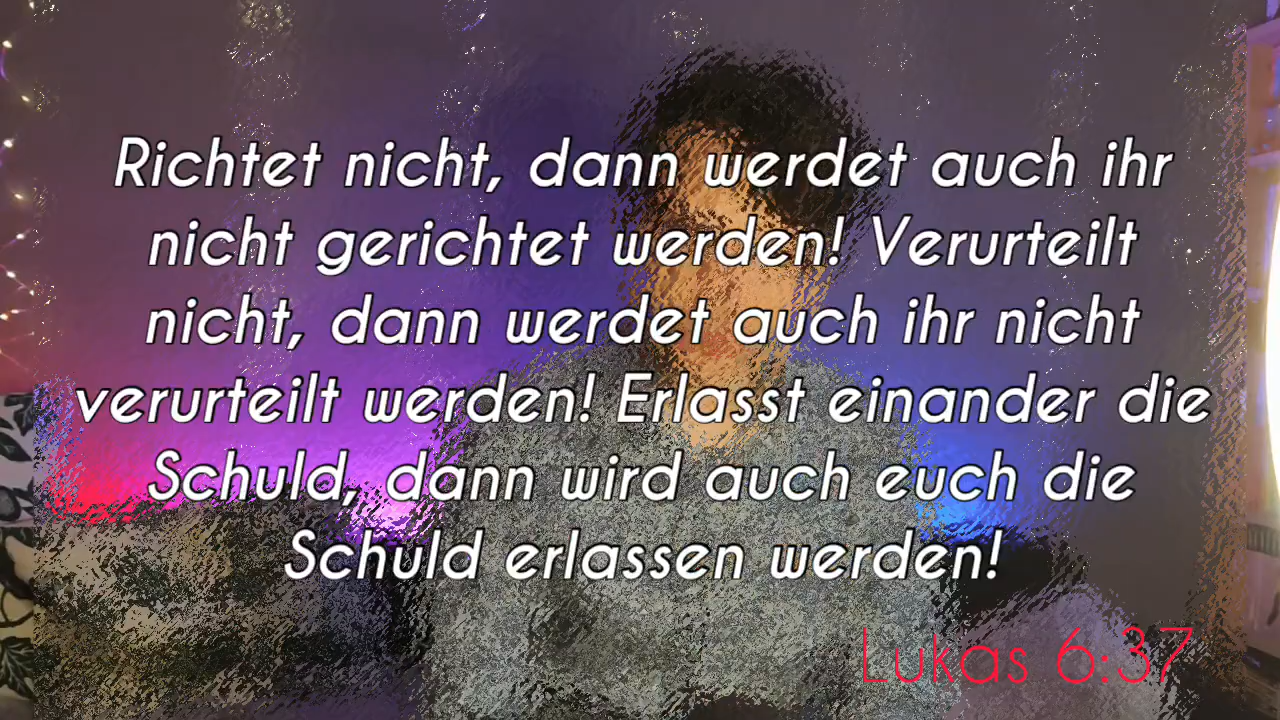 Richtet nicht, dann werdet auch ihr
nicht gerichtet werden! Verurteilt
nicht, dann werdet auch ihr nicht
verurteilt werden! Erlasst einander die
Schuld, dann wird auch euch die
Schuld erlassen werden!
Lukas 6:37